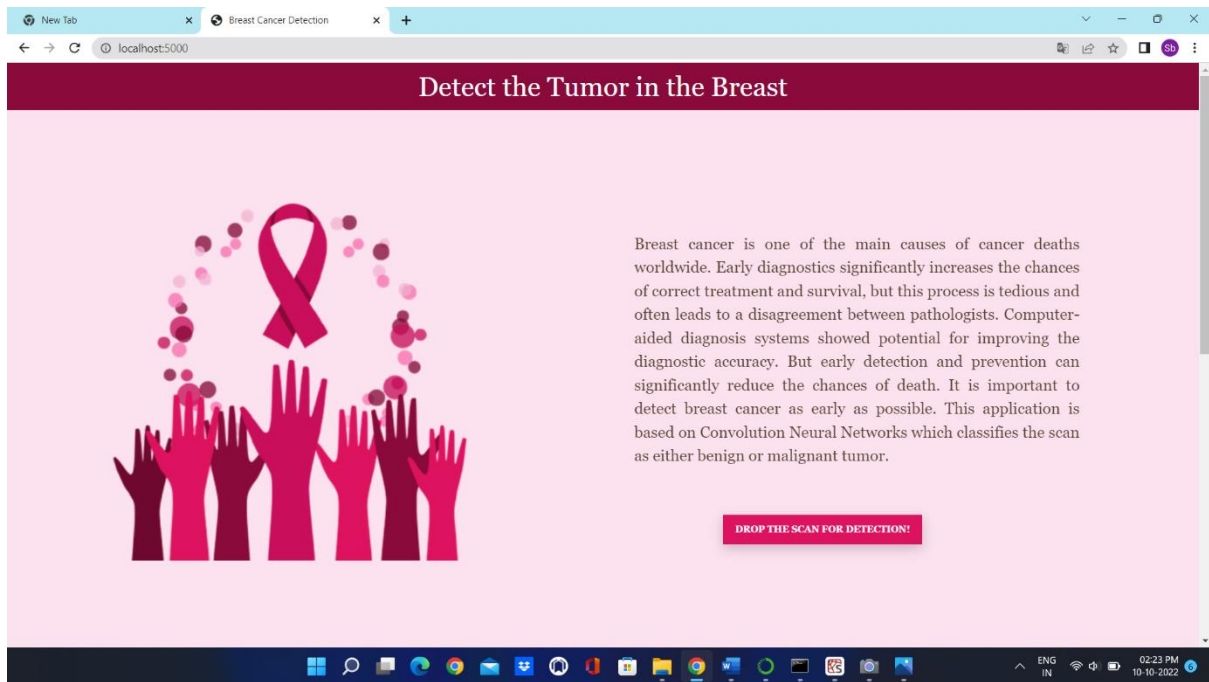 New Tab
Breast Cancer Detection
localhost:5000
Sb
Detect the Tumor in the Breast
Breast cancer is one of the main causes of cancer deaths
worldwide. Early diagnostics significantly increases the chances
of correct treatment and survival, but this process is tedious and
often leads to a disagreement between pathologists. Computer-
aided diagnosis systems showed potential for improving the
diagnostic accuracy. But early detection and prevention can
significantly reduce the chances of death. It is important to
detect breast cancer as early as possible. This application is
based on Convolution Neural Networks which classifies the scan
as either benign or malignant tumor.
DROP THE SCAN FOR DETECTION!
ENG
IN
02:23 PM
10-10-2022
6